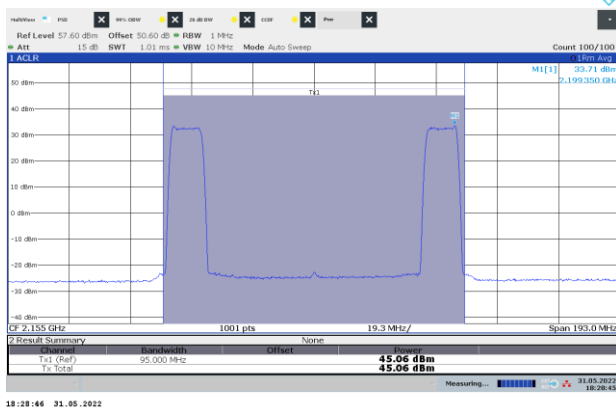 MultiView PSD X 99% OBW X 26 dB BW X CCDF X Pwr X
Ref Level 57.60 dBm Offset 50.60 dB RBW 1 MHz
Att 15 dB SWT 1.01 ms VBW 10 MHz Mode Auto Sweep Count 100/100
1 ACLR 1Rm Avg
M1[1] 33.71 dBm
2.199350 GHz
Tx1
50 dBm
40 dBm
M1
30 dBm
20 dBm
10 dBm
0 dBm
-10 dBm
-20 dBm
-30 dBm
-40 dBm
CF 2.155 GHz 1001 pts 19.3 MHz/ Span 193.0 MHz
2 Result Summary None
Channel Bandwidth Offset Power
Tx1 (Ref) 95.000 MHz 45.06 dBm
Tx Total 45.06 dBm
Measuring... 31.05.2022
18:28:45
18:28:46 31.05.2022